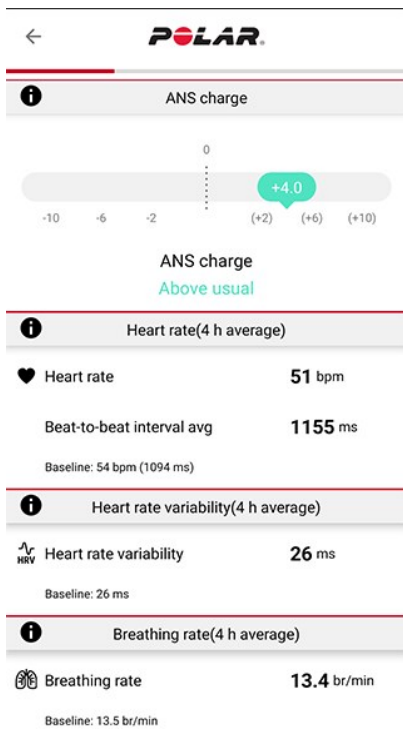 POLAR.
ANS charge
0
+4.0
-10 -6 -2 (+2) (+6) (+10)
ANS charge
Above usual
Heart rate(4 h average)
Heart rate 51 bpm
Beat-to-beat interval avg 1155 ms
Baseline: 54 bpm (1094 ms)
Heart rate variability(4 h average)
HRV Heart rate variability 26 ms
Baseline: 26 ms
Breathing rate(4 h average)
Breathing rate 13.4 br/min
Baseline: 13.5 br/min